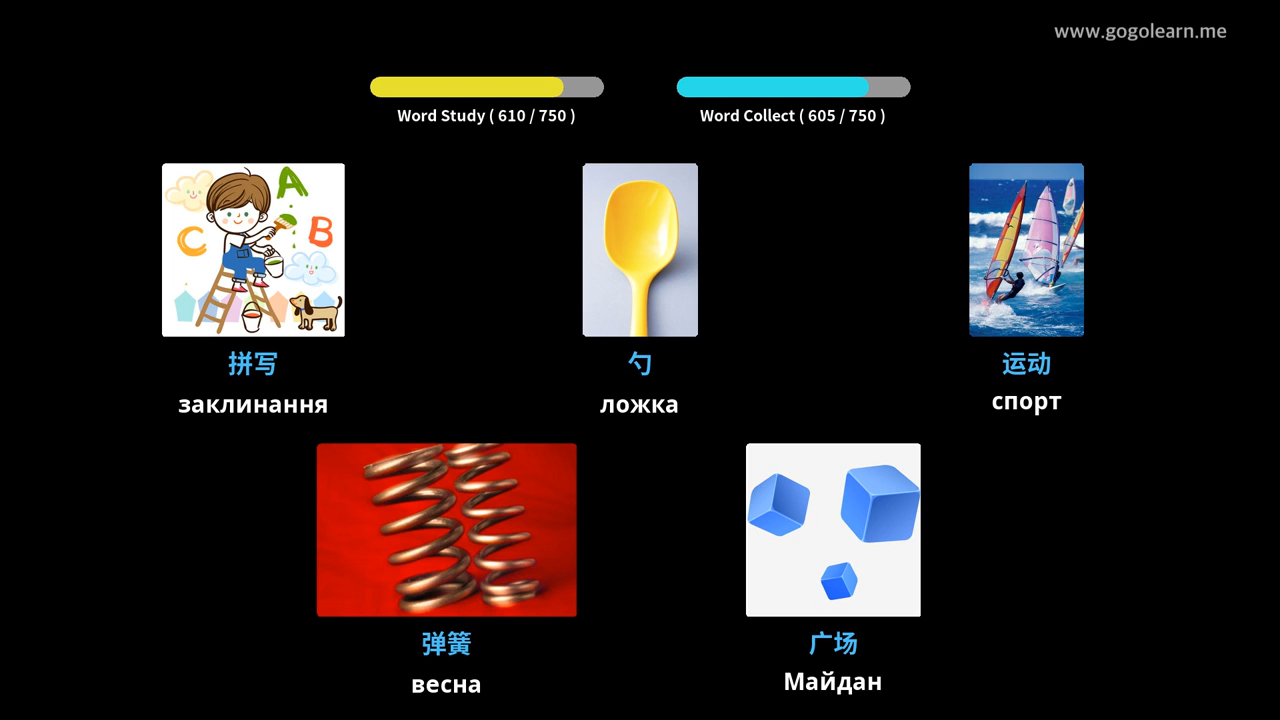 www.gogolearn.me
Word Study ( 610 / 750 )
Word Collect ( 605 / 750 )
A
B
C
拼写
勺
运动
заклинання
ложка
спорт
弹簧
广场
весна
Майдан